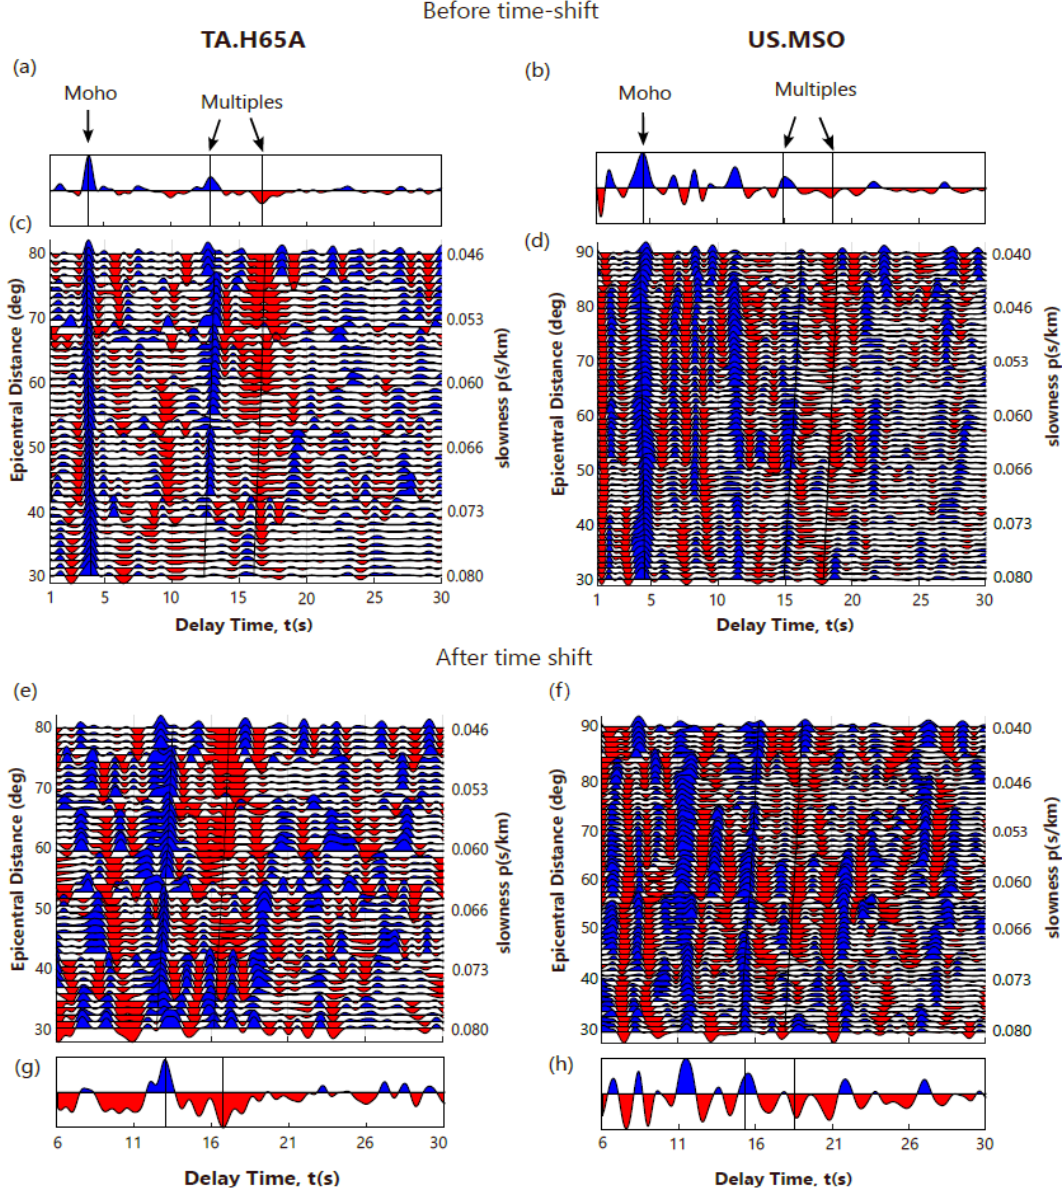 Before time-shift
TA.H65A
US.MSO
(a)
(b)
Moho
Multiples
Moho
Multiples
(c)
(d)
80
70
60
50
40
30
Epicentral Distance (deg)
0.046
0.053
0.060
0.066
0.073
0.080
slowness p(s/km)
1
5
10
15
20
25
30
Delay Time, t(s)
90
80
70
60
50
40
30
Epicentral Distance (deg)
0.040
0.046
0.053
0.060
0.066
0.073
0.080
slowness p(s/km)
1
5
10
15
20
25
30
Delay Time, t(s)
After time shift
(e)
(f)
80
70
60
50
40
30
Epicentral Distance (deg)
0.046
0.053
0.060
0.066
0.073
0.080
slowness p(s/km)
90
80
70
60
50
40
30
Epicentral Distance (deg)
0.040
0.046
0.053
0.060
0.066
0.073
0.080
slowness p(s/km)
(g)
(h)
6
11
16
21
26
30
Delay Time, t(s)
6
11
16
21
26
30
Delay Time, t(s)